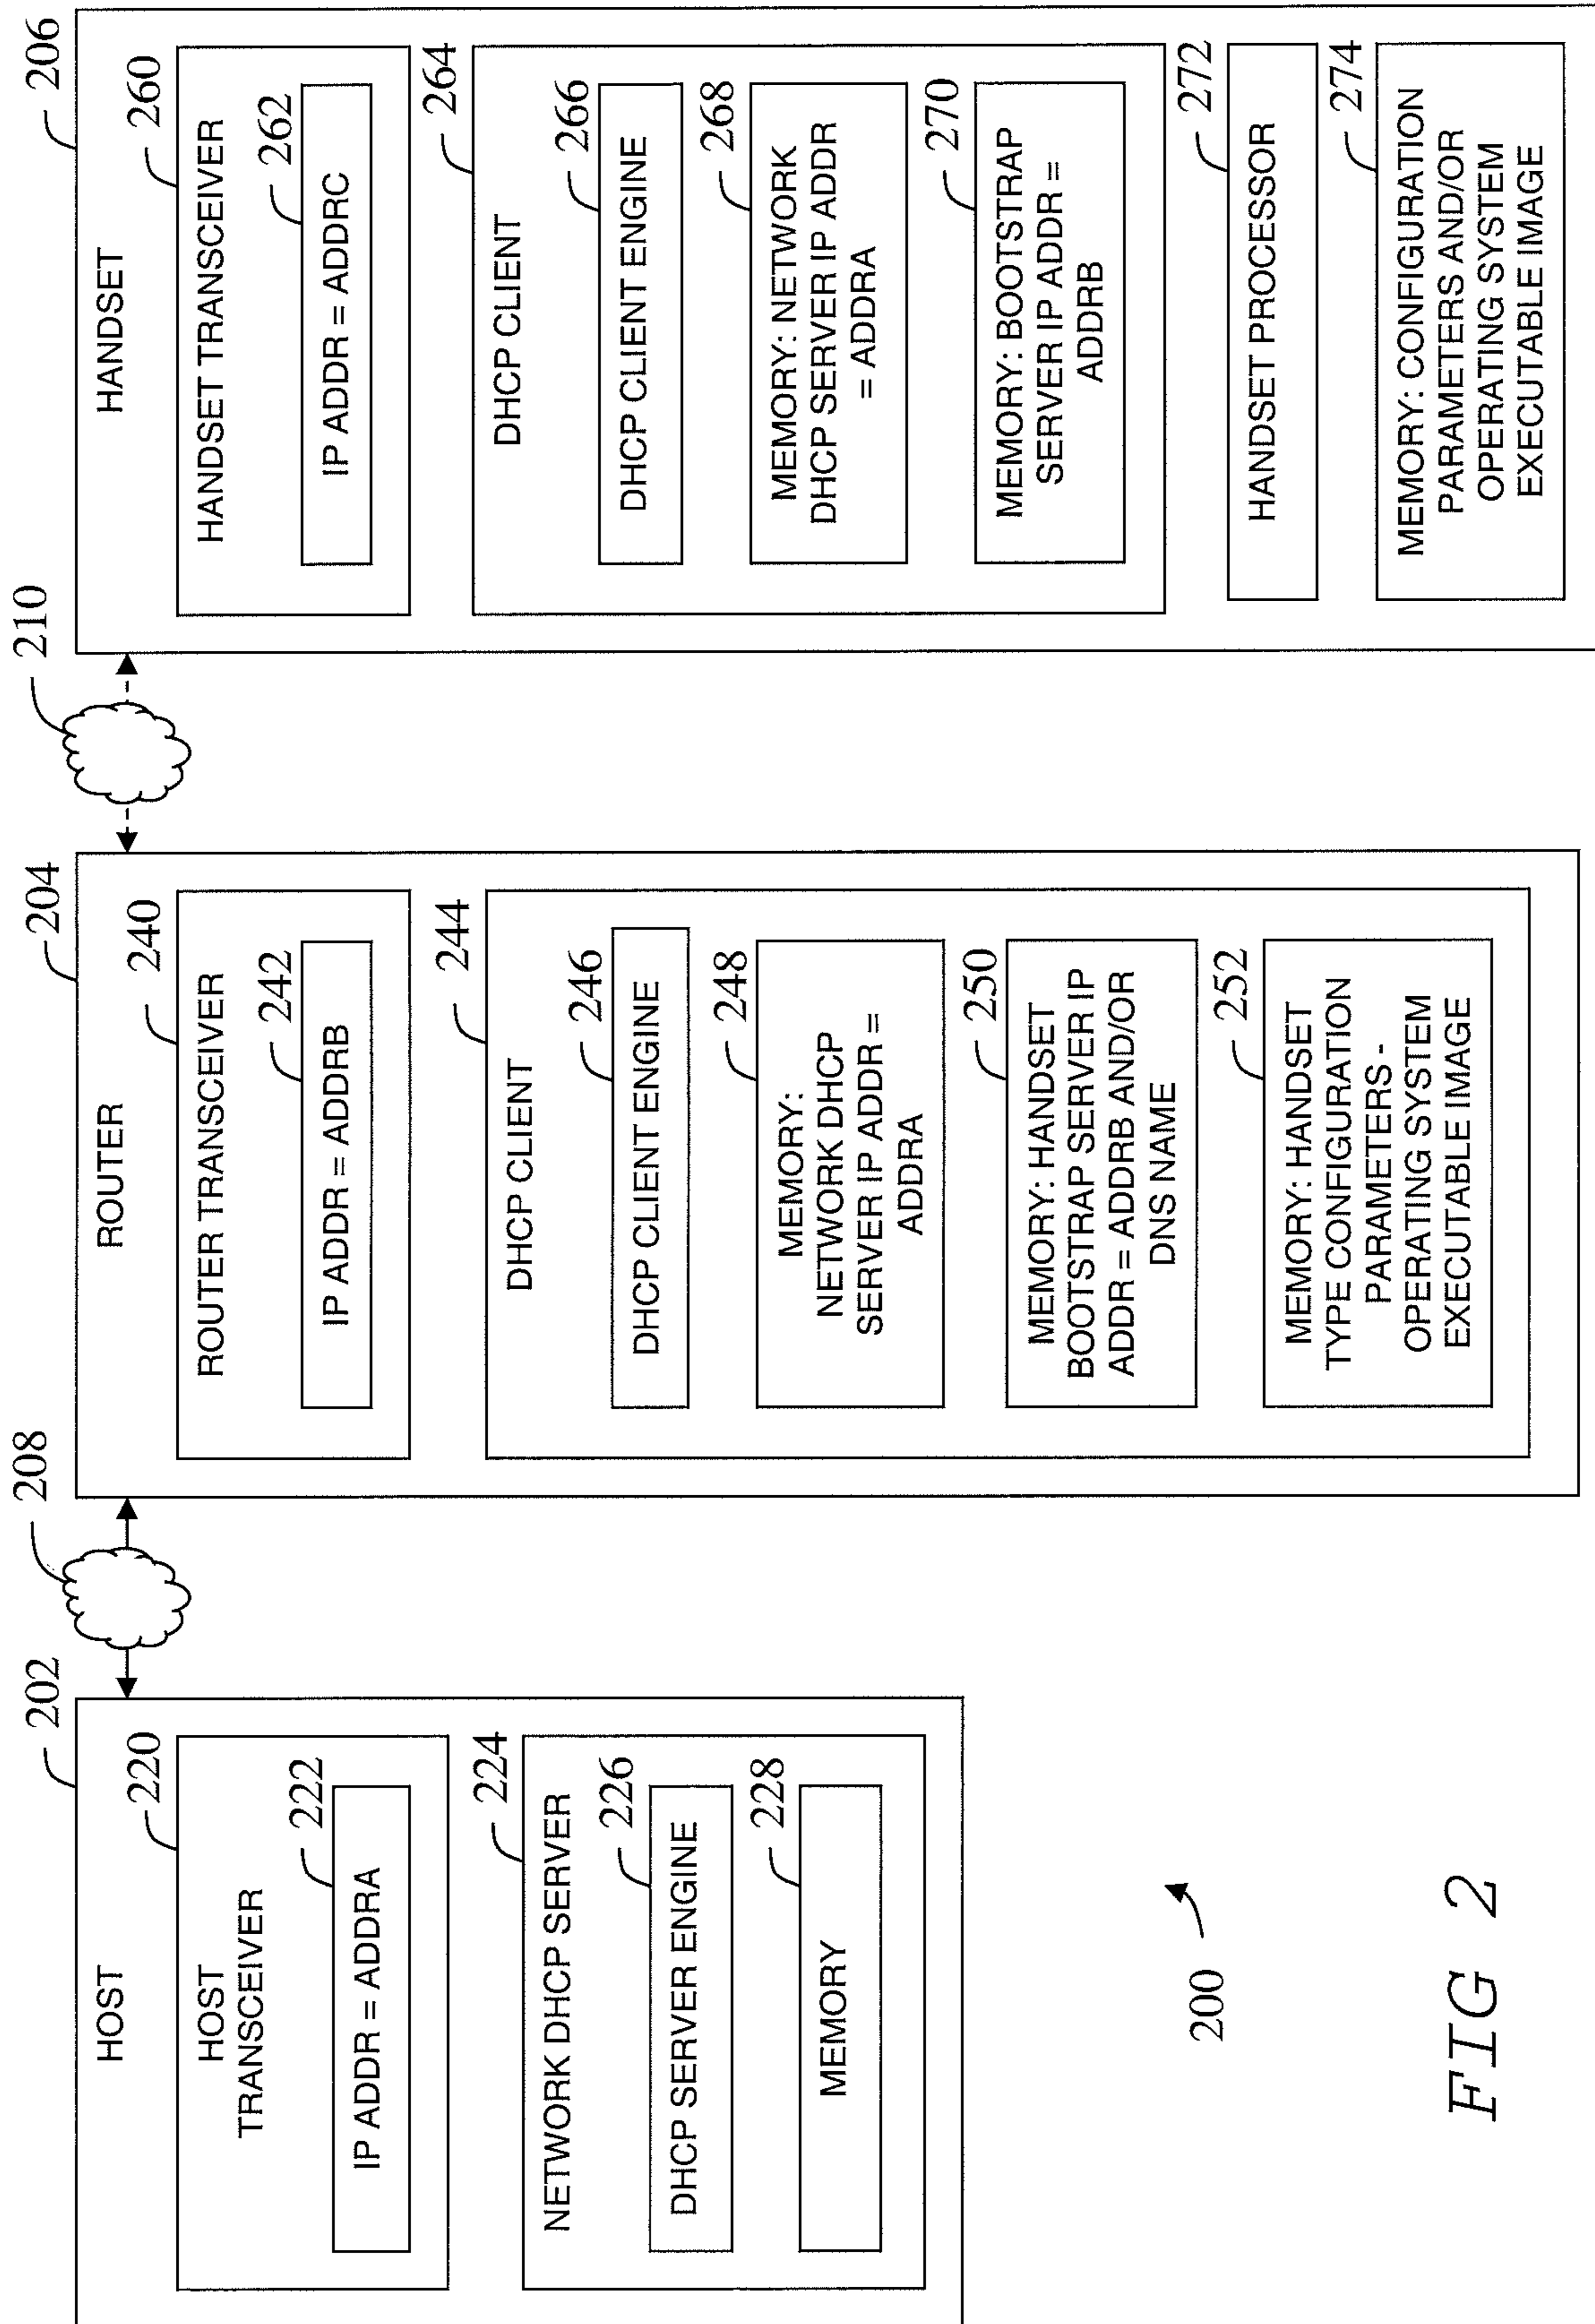 HOST
202
HOST
TRANSCEIVER
220
IP ADDR = ADDRA
222
NETWORK DHCP SERVER
224
DHCP SERVER ENGINE
226
MEMORY
228
208
ROUTER
204
ROUTER TRANSCEIVER
240
IP ADDR = ADDRB
242
DHCP CLIENT
244
DHCP CLIENT ENGINE
246
MEMORY:
NETWORK DHCP
SERVER IP ADDR =
ADDRA
248
MEMORY: HANDSET
BOOTSTRAP SERVER IP
ADDR = ADDRB AND/OR
DNS NAME
250
MEMORY: HANDSET
TYPE CONFIGURATION
PARAMETERS -
OPERATING SYSTEM
EXECUTABLE IMAGE
252
210
HANDSET
206
HANDSET TRANSCEIVER
260
IP ADDR = ADDRC
262
DHCP CLIENT
264
DHCP CLIENT ENGINE
266
MEMORY: NETWORK
DHCP SERVER IP ADDR
= ADDRA
268
MEMORY: BOOTSTRAP
SERVER IP ADDR =
ADDRB
270
HANDSET PROCESSOR
272
MEMORY: CONFIGURATION
PARAMETERS AND/OR
OPERATING SYSTEM
EXECUTABLE IMAGE
274
200
FIG 2